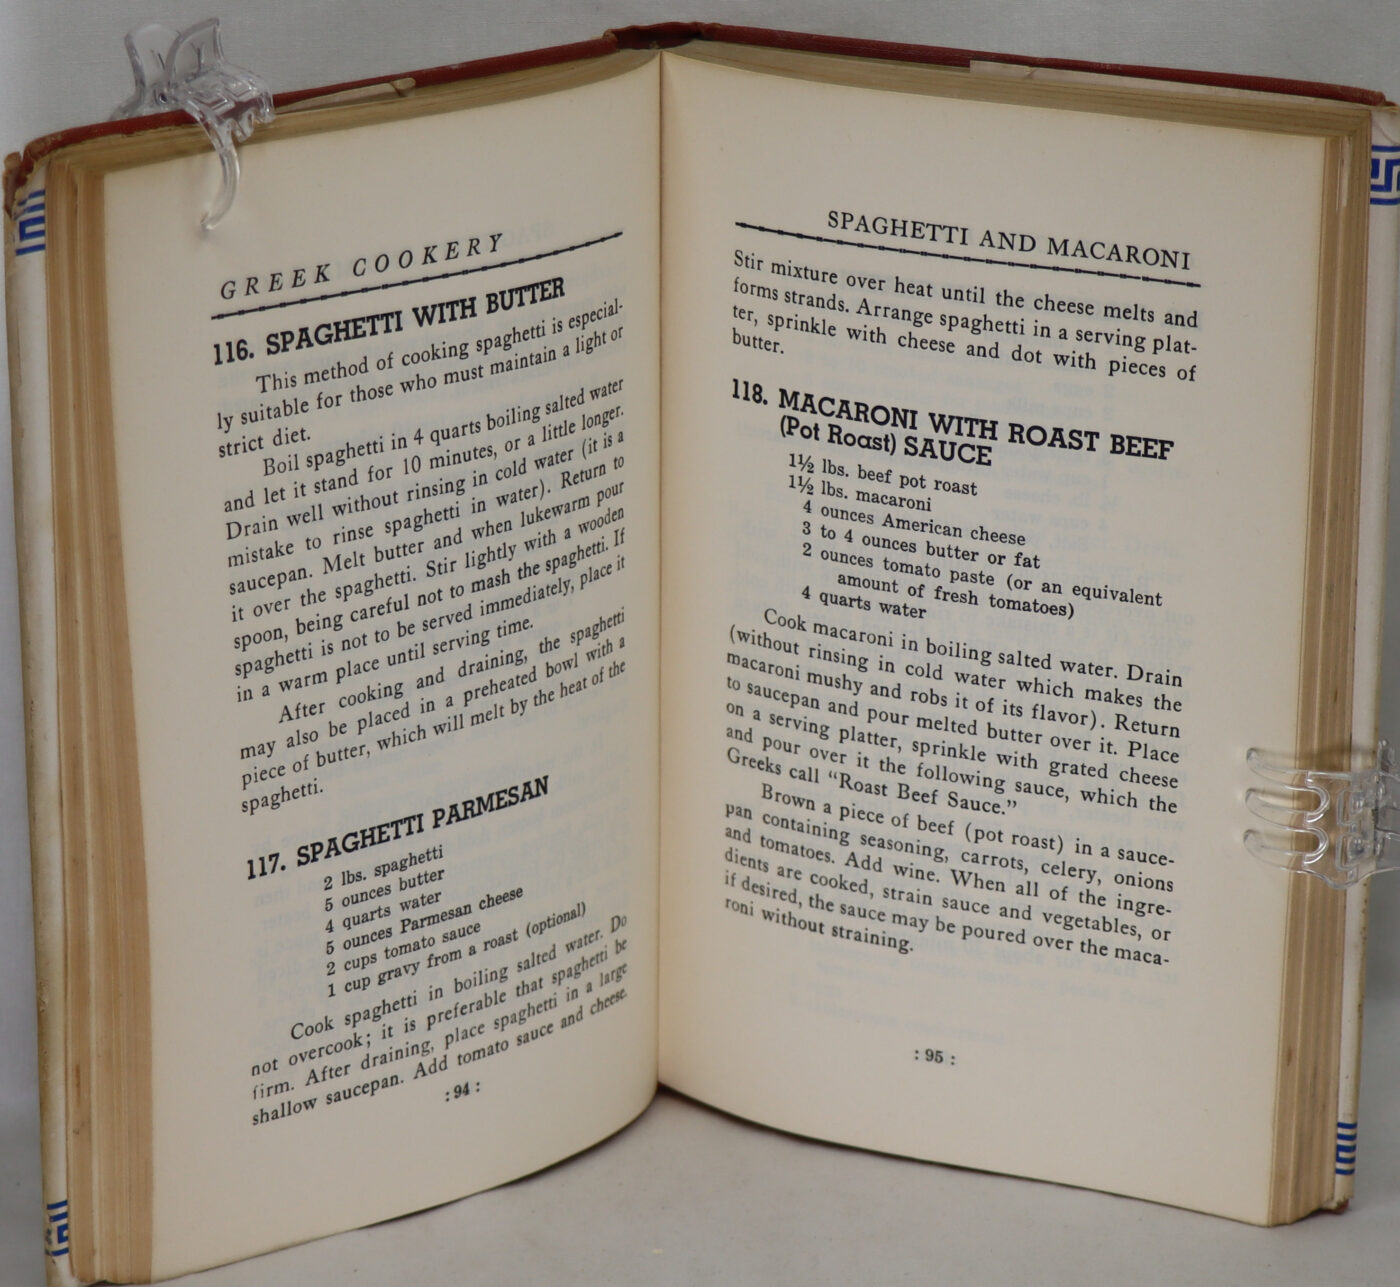 GREEK COOKERY
116. SPAGHETTI WITH BUTTER
This method of cooking spaghetti is especial-
ly suitable for those who must maintain a light or
strict diet.
Boil spaghetti in 4 quarts boiling salted water
and let it stand for 10 minutes, or a little longer.
Drain well without rinsing in cold water (it is a
mistake to rinse spaghetti in water). Return to
saucepan. Melt butter and when lukewarm pour
it over the spaghetti. Stir lightly with a wooden
spoon, being careful not to mash the spaghetti. If
spaghetti is not to be served immediately, place it
in a warm place until serving time.
After cooking and draining, the spaghetti
may also be placed in a preheated bowl with a
piece of butter, which will melt by the heat of the
spaghetti.
117. SPAGHETTI PARMESAN
2 lbs. spaghetti
5 ounces butter
4 quarts water
5 ounces Parmesan cheese
2 cups tomato sauce
1 cup gravy from a roast (optional)
Cook spaghetti in boiling salted water. Do
not overcook; it is preferable that spaghetti be
firm. After draining, place spaghetti in a large
shallow saucepan. Add tomato sauce and cheese.
: 94 :
SPAGHETTI AND MACARONI
Stir mixture over heat until the cheese melts and
forms strands. Arrange spaghetti in a serving plat-
ter, sprinkle with cheese and dot with pieces of
butter.
118. MACARONI WITH ROAST BEEF
(Pot Roast) SAUCE
1½ lbs. beef pot roast
1½ lbs. macaroni
4 ounces American cheese
3 to 4 ounces butter or fat
2 ounces tomato paste (or an equivalent
amount of fresh tomatoes)
4 quarts water
Cook macaroni in boiling salted water. Drain
(without rinsing in cold water which makes the
macaroni mushy and robs it of its flavor). Return
to saucepan and pour melted butter over it. Place
on a serving platter, sprinkle with grated cheese
and pour over it the following sauce, which the
Greeks call “Roast Beef Sauce.”
Brown a piece of beef (pot roast) in a sauce-
pan containing seasoning, carrots, celery, onions
and tomatoes. Add wine. When all of the ingre-
dients are cooked, strain sauce and vegetables, or
if desired, the sauce may be poured over the maca-
roni without straining.
: 95 :